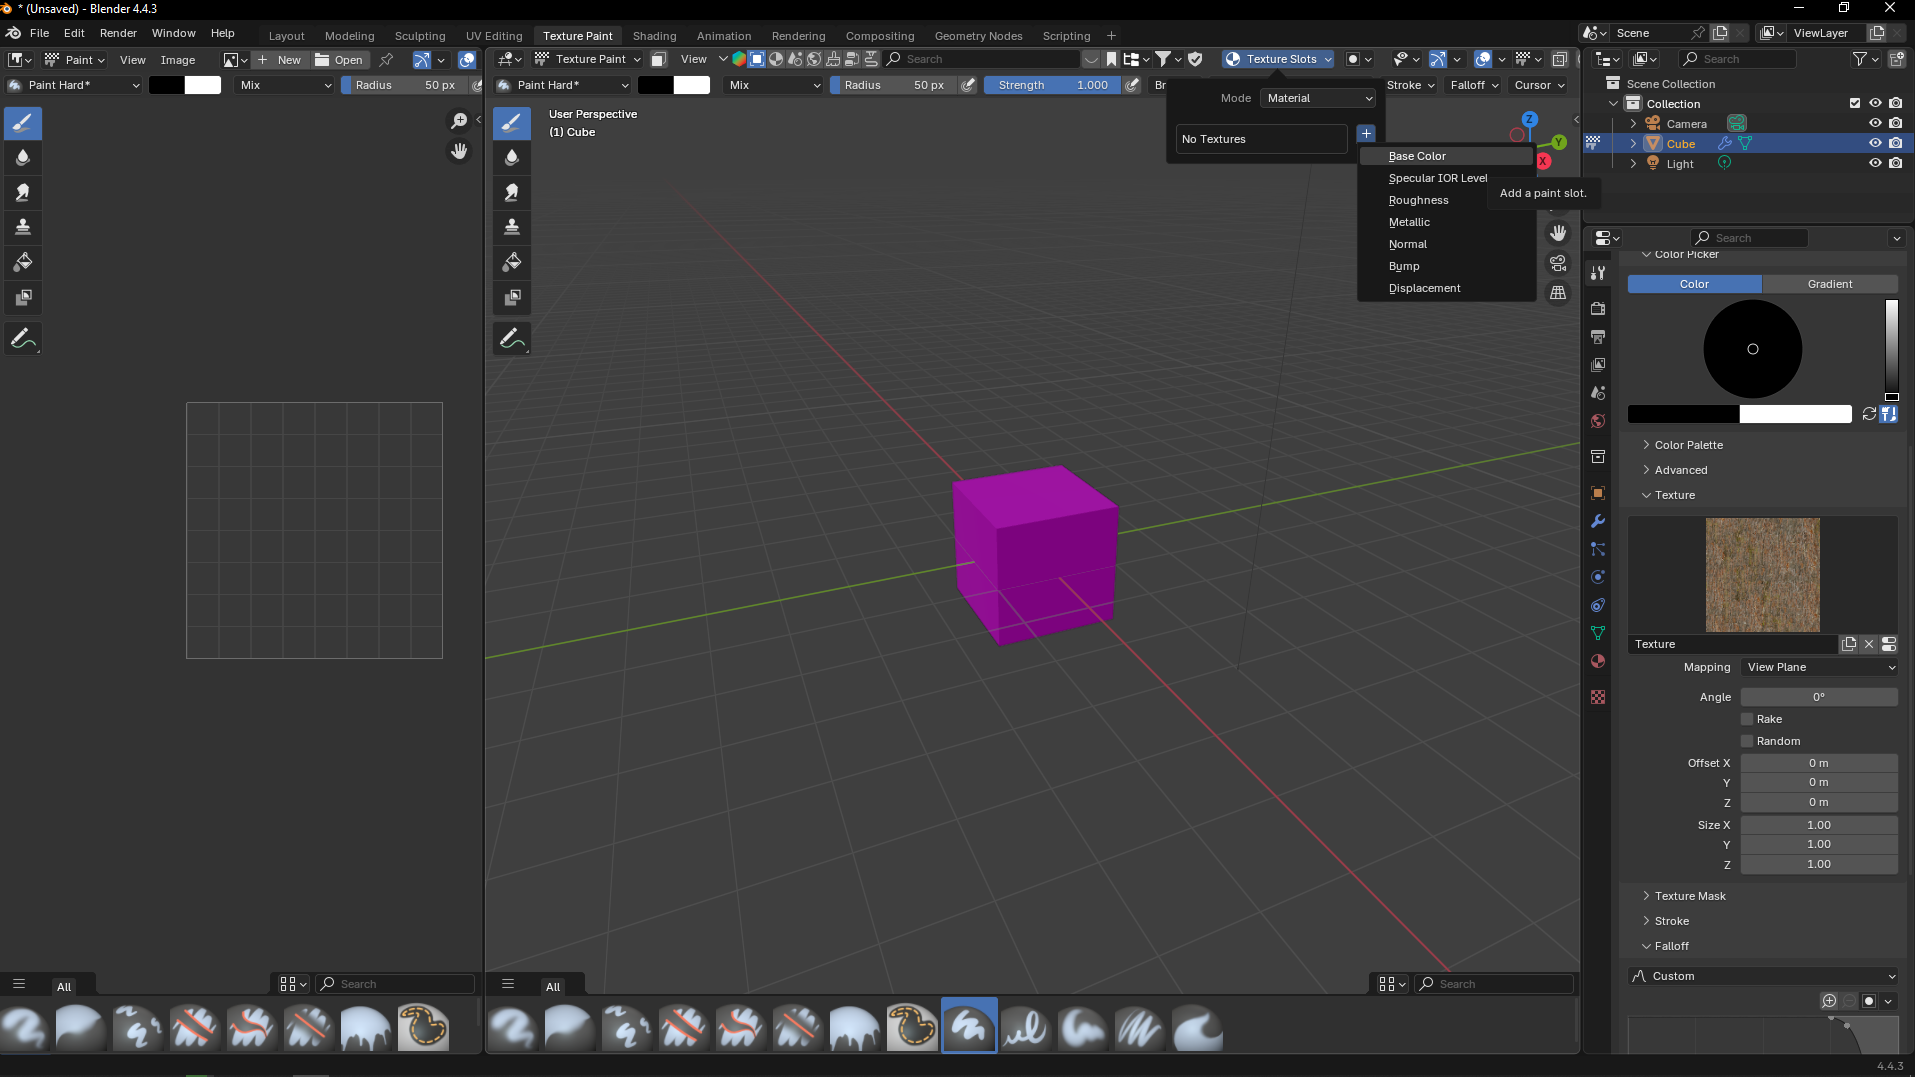 * (Unsaved) - Blender 4.4.3
File Edit Render Window Help Layout Modeling Sculpting UV Editing Texture Paint Shading Animation Rendering Compositing Geometry Nodes Scripting + Scene ViewLayer
Paint View Image New Open Texture Paint View Search Texture Slots Search
Paint Hard* Mix Radius 50 px Paint Hard* Mix Radius 50 px Strength 1.000 Br Stroke Falloff Cursor
Scene Collection
Collection
Camera
Cube
Light
User Perspective
(1) Cube
Mode Material
No Textures
Z
Y
X
Base Color
Specular IOR Level
Roughness
Metallic
Normal
Bump
Displacement
Add a paint slot.
Search
Color Picker
Color Gradient
Color Palette
Advanced
Texture
Texture
Mapping View Plane
Angle 0°
Rake
Random
Offset X 0 m
Y 0 m
Z 0 m
Size X 1.00
Y 1.00
Z 1.00
Texture Mask
Stroke
Falloff
Custom
All Search All Search
4.4.3